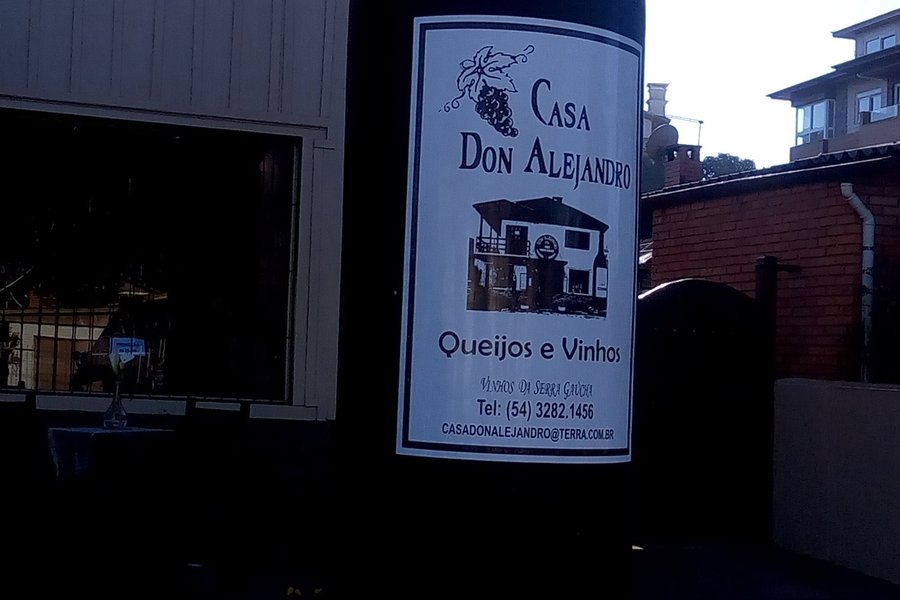 Casa
Don Alejandro
Queijos e Vinhos
Vinhos da Serra Gaúcha
Tel: (54) 3282.1456
CASADONALEJANDRO@TERRA.COM.BR